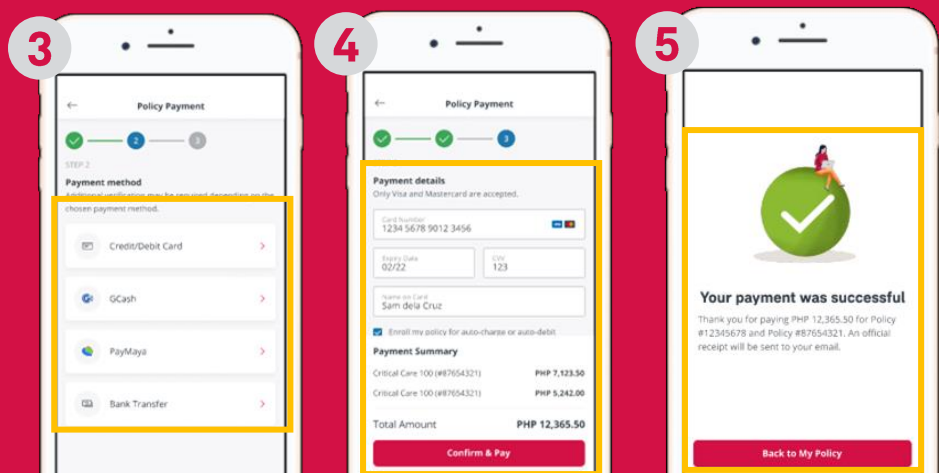 3
Policy Payment
2
3
STEP 2
Payment method
Additional verification may be required depending on the
chosen payment method.
Credit/Debit Card
GCash
PayMaya
Bank Transfer
4
Policy Payment
3
Payment details
Only Visa and Mastercard are accepted.
Card Number
1234 5678 9012 3456
Expiry Date
02/22
CVV
123
Name on Card
Sam dela Cruz
Enroll my policy for auto-charge or auto-debit
Payment Summary
Critical Care 100 (#87654321)
PHP 7,123.50
Critical Care 100 (#87654321)
PHP 5,242.00
Total Amount
PHP 12,365.50
Confirm & Pay
5
Your payment was successful
Thank you for paying PHP 12,365.50 for Policy
#12345678 and Policy #87654321. An official
receipt will be sent to your email.
Back to My Policy